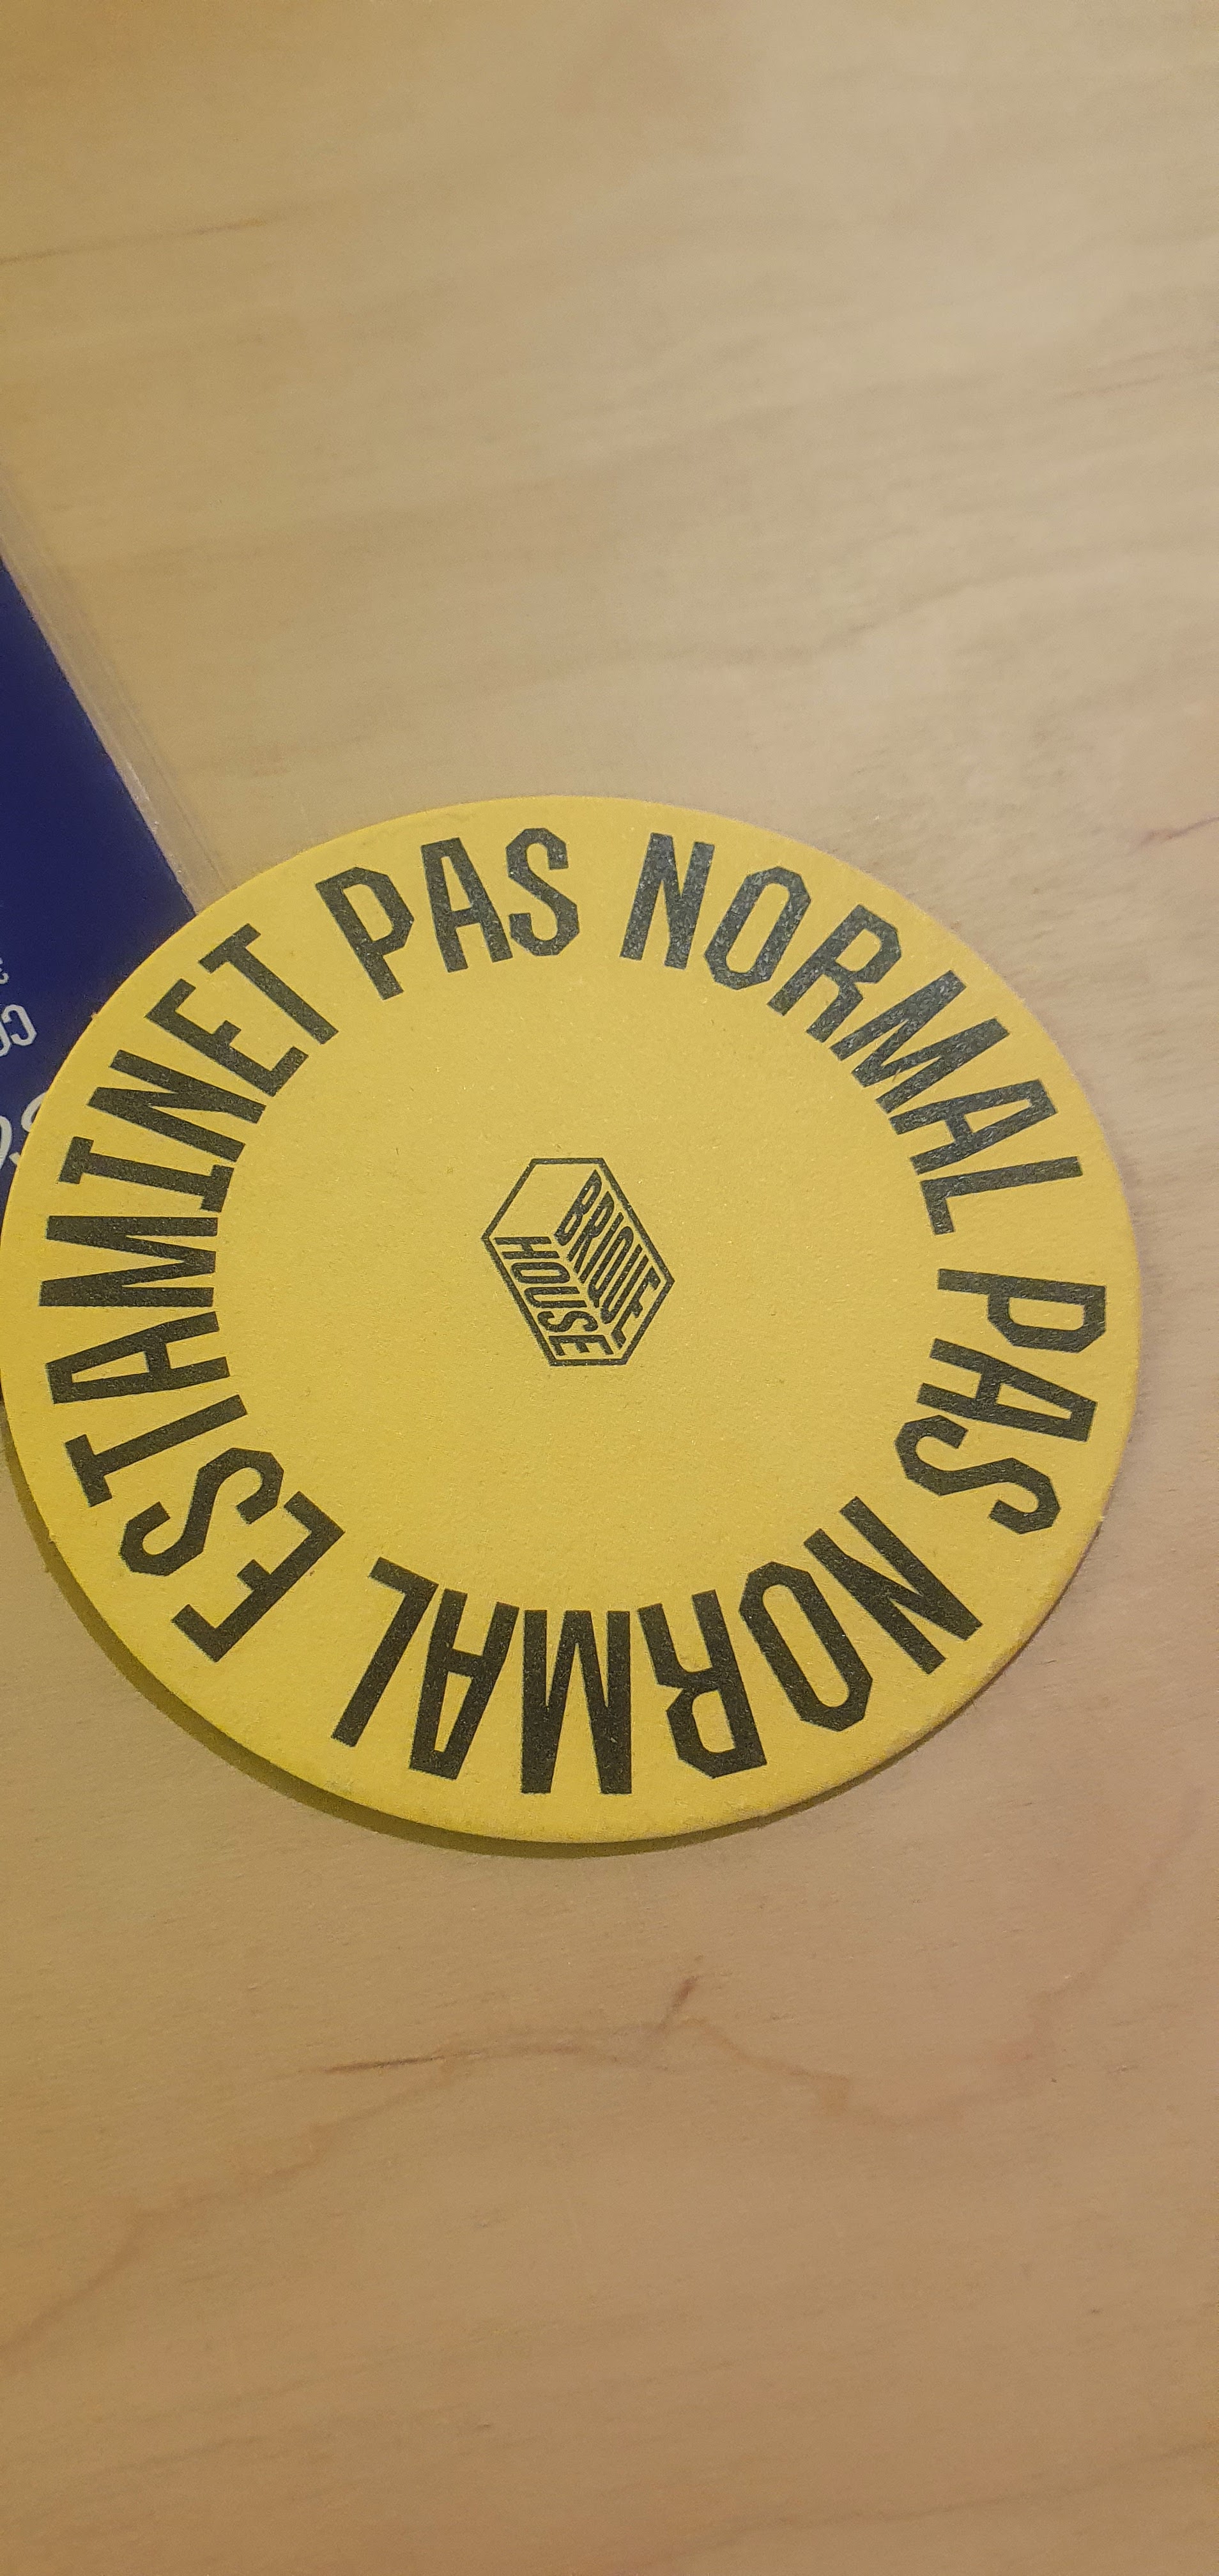 ESTAMINET PAS NORMAL PAS NORMAL
BRIQUE
HOUSE